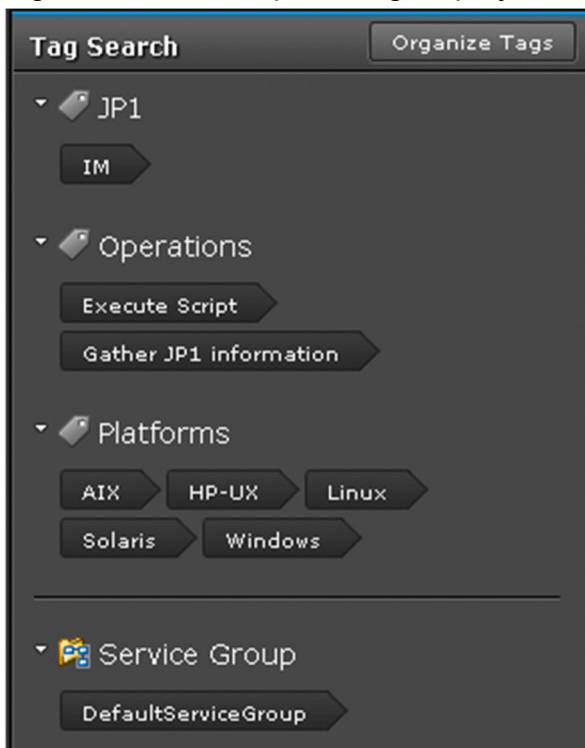 Tag Search
Organize Tags
JP1
IM
Operations
Execute Script
Gather JP1 information
Platforms
AIX HP-UX Linux
Solaris Windows
Service Group
DefaultServiceGroup